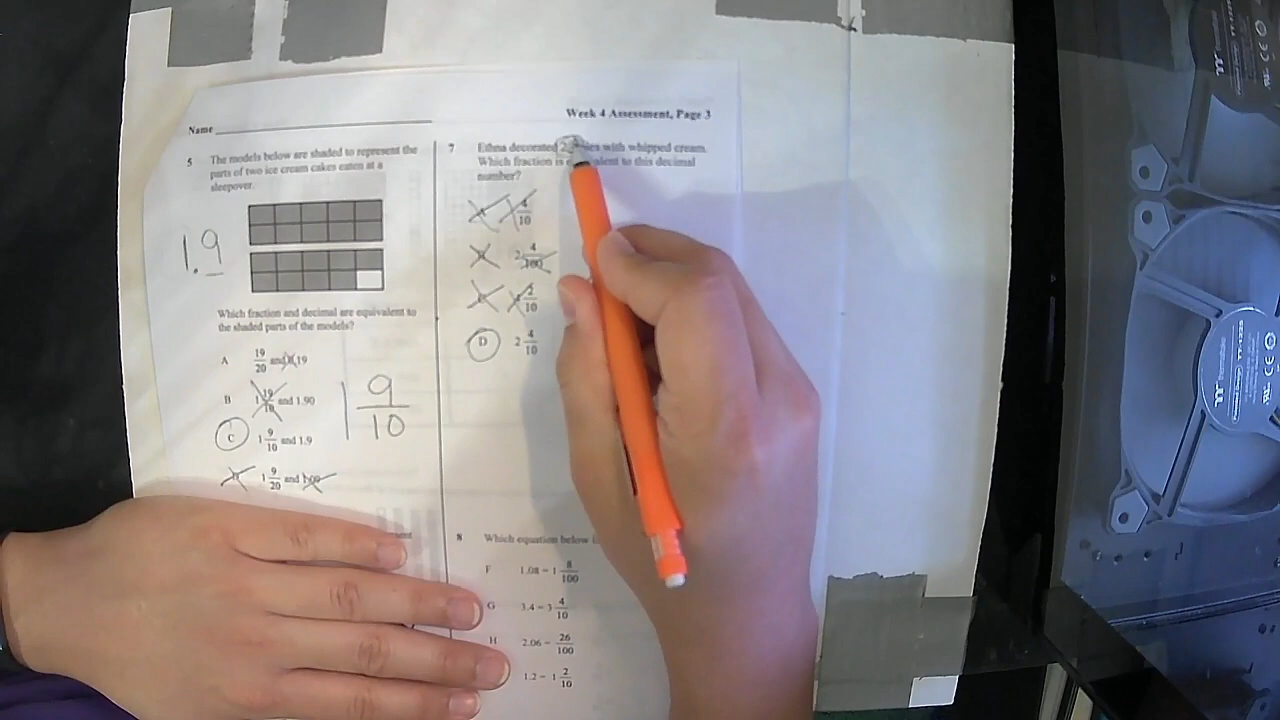 Week 4 Assessment, Page 3
Name
5 The models below are shaded to represent the
parts of two ice cream cakes eaten at a
sleepover.
1.9
Which fraction and decimal are equivalent to
the shaded parts of the models?
A 19/20 and 19
B 1 19/10 and 1.90
C 1 9/10 and 1.9
1 9/20 and
1 9/10
7 Ethna decorated with whipped cream.
Which fraction is equivalent to this decimal
number?
4/10
2 4/100
2/10
D 2 4/10
8 Which equation below
F 1.08 = 1 8/100
G 3.4 = 3 4/10
H 2.06 = 26/100
1.2 = 1 2/10